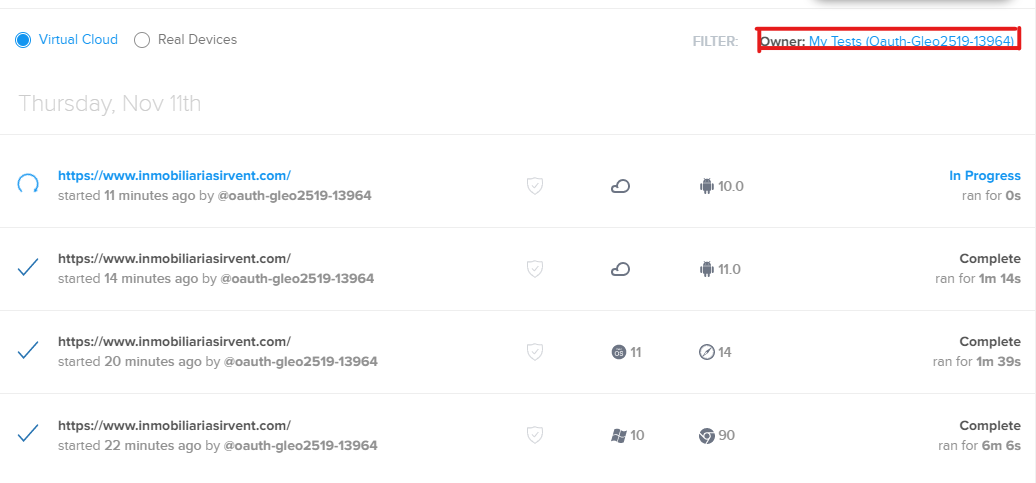 Virtual Cloud Real Devices FILTER: Owner: My Tests (Oauth-Gleo2519-13964)
Thursday, Nov 11th
https://www.inmobiliariasirvent.com/ In Progress
started 11 minutes ago by @oauth-gleo2519-13964 10.0 ran for 0s
https://www.inmobiliariasirvent.com/ Complete
started 14 minutes ago by @oauth-gleo2519-13964 11.0 ran for 1m 14s
https://www.inmobiliariasirvent.com/ Complete
started 20 minutes ago by @oauth-gleo2519-13964 11 14 ran for 1m 39s
https://www.inmobiliariasirvent.com/ Complete
started 22 minutes ago by @oauth-gleo2519-13964 10 90 ran for 6m 6s